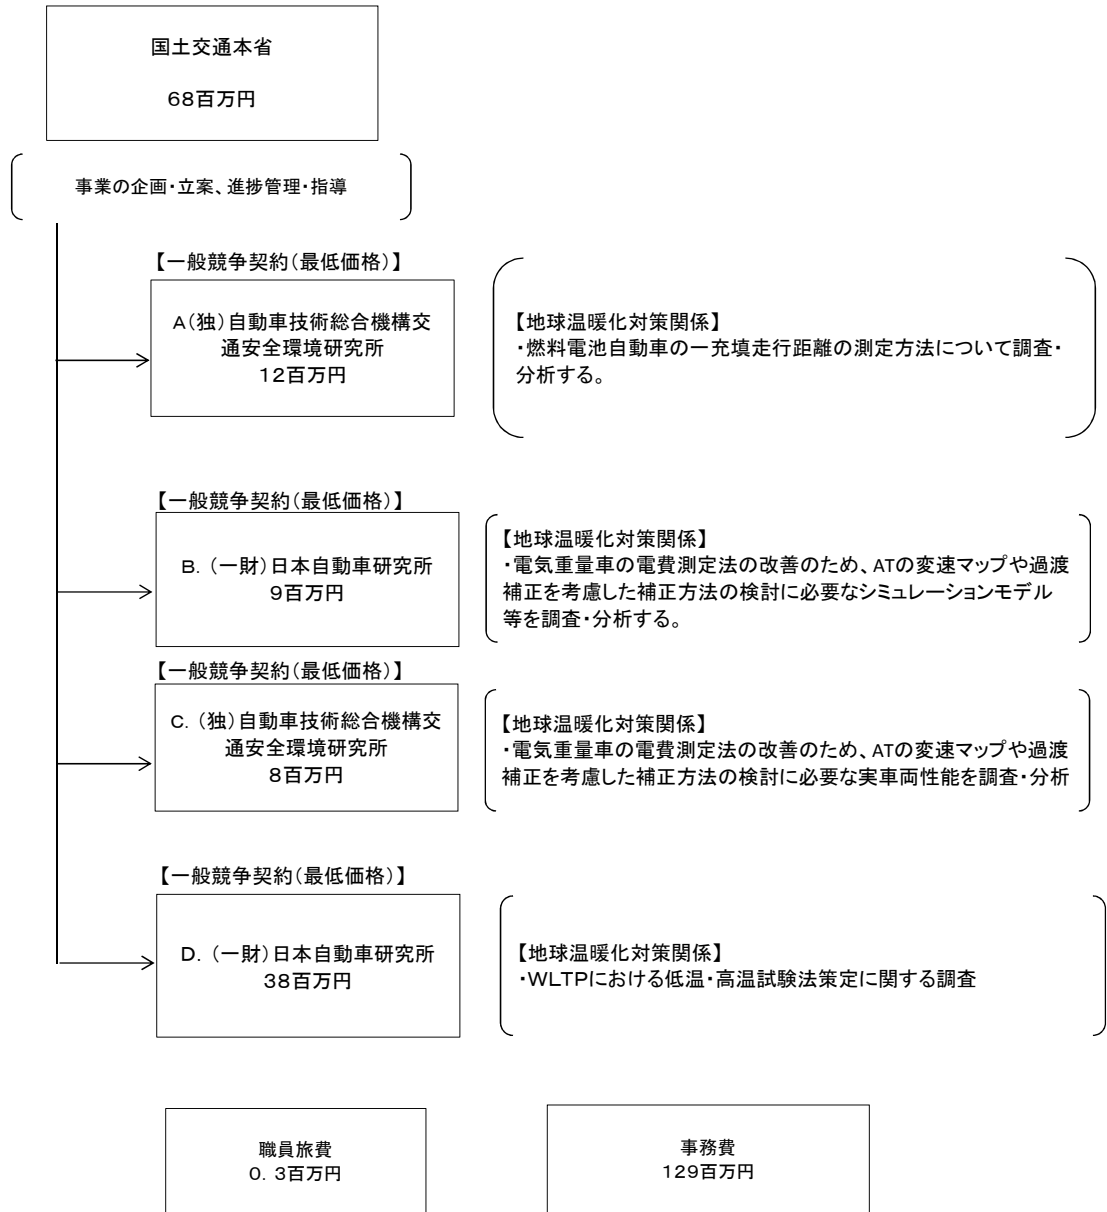 国土交通本省
68百万円
事業の企画・立案、進捗管理・指導
【一般競争契約(最低価格)】
A(独)自動車技術総合機構交
通安全環境研究所
12百万円
【地球温暖化対策関係】
・燃料電池自動車の一充填走行距離の測定方法について調査・
分析する。
【一般競争契約(最低価格)】
B. (一財)日本自動車研究所
9百万円
【地球温暖化対策関係】
・電気重量車の電費測定法の改善のため、ATの変速マップや過渡
補正を考慮した補正方法の検討に必要なシミュレーションモデル
等を調査・分析する。
【一般競争契約(最低価格)】
C. (独)自動車技術総合機構交
通安全環境研究所
8百万円
【地球温暖化対策関係】
・電気重量車の電費測定法の改善のため、ATの変速マップや過渡
補正を考慮した補正方法の検討に必要な実車両性能を調査・分析
【一般競争契約(最低価格)】
D. (一財)日本自動車研究所
38百万円
【地球温暖化対策関係】
・WLTPにおける低温・高温試験法策定に関する調査
職員旅費
0. 3百万円
事務費
129百万円